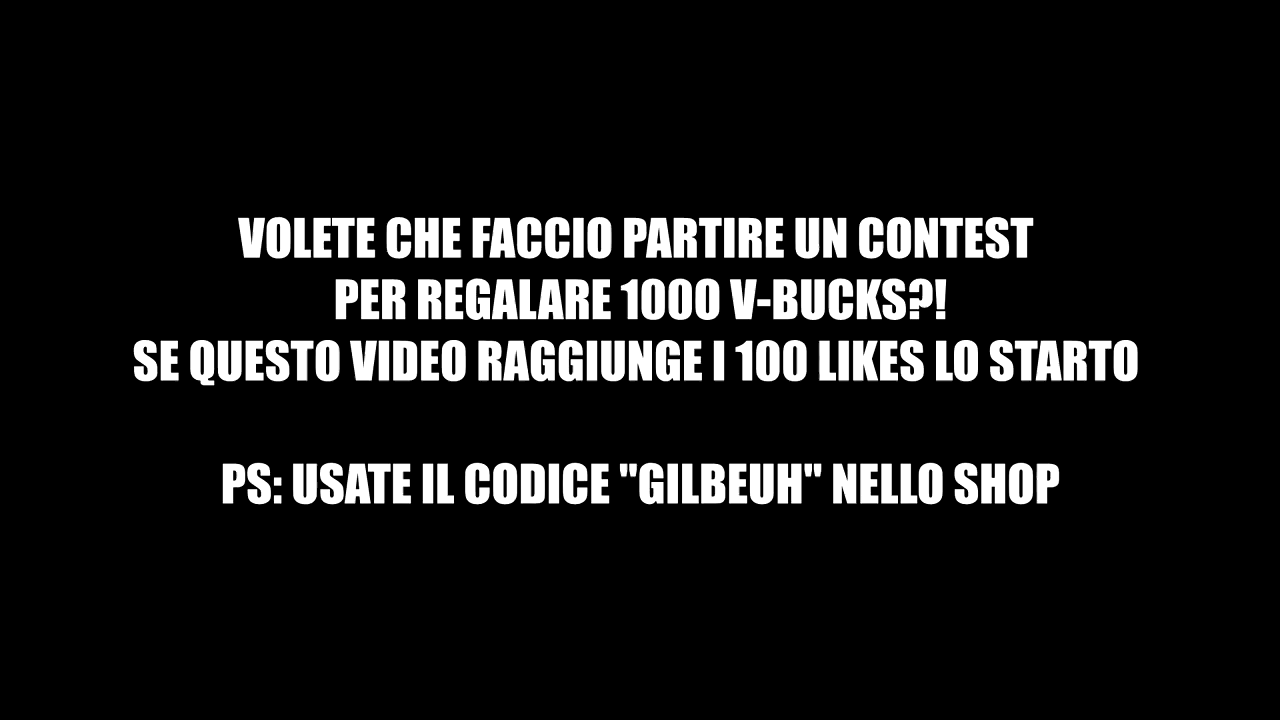 VOLETE CHE FACCIO PARTIRE UN CONTEST
PER REGALARE 1000 V-BUCKS?!
SE QUESTO VIDEO RAGGIUNGE I 100 LIKES LO STARTO
PS: USATE IL CODICE "GILBEUH" NELLO SHOP